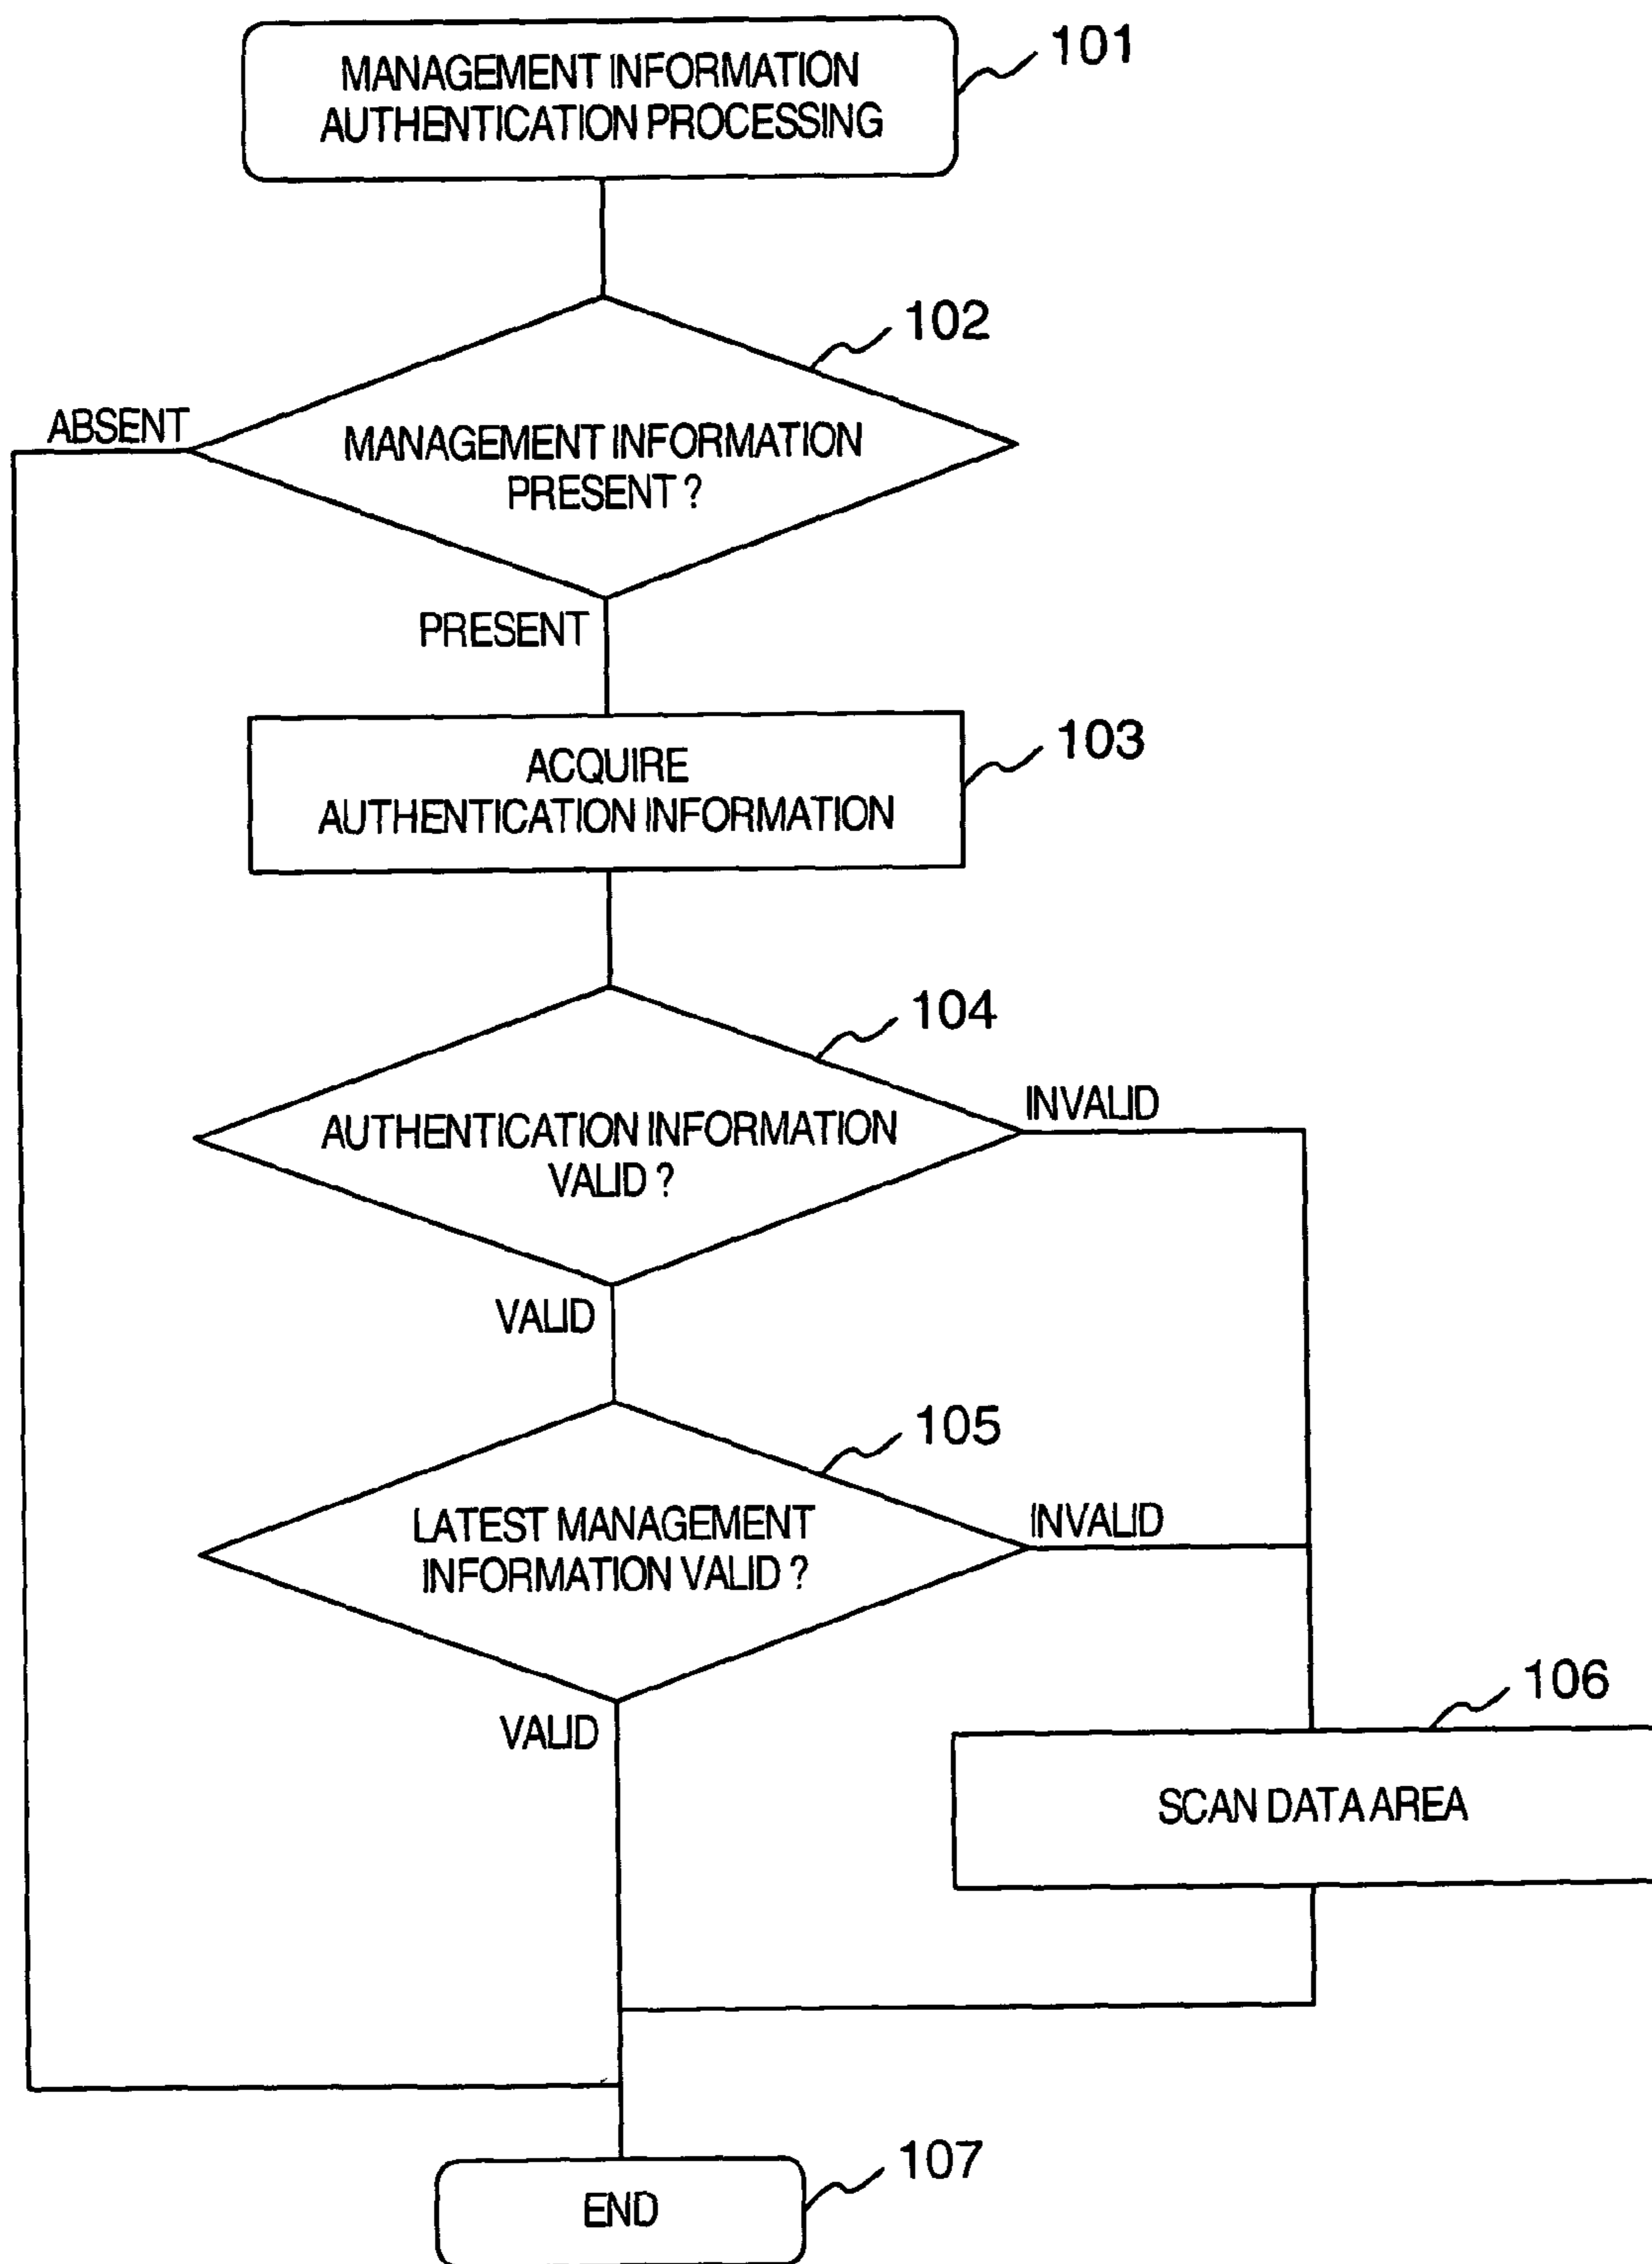 MANAGEMENT INFORMATION
AUTHENTICATION PROCESSING
101
102
ABSENT
MANAGEMENT INFORMATION
PRESENT ?
PRESENT
103
ACQUIRE
AUTHENTICATION INFORMATION
104
INVALID
AUTHENTICATION INFORMATION
VALID ?
VALID
105
INVALID
LATEST MANAGEMENT
INFORMATION VALID ?
VALID
106
SCAN DATA AREA
107
END